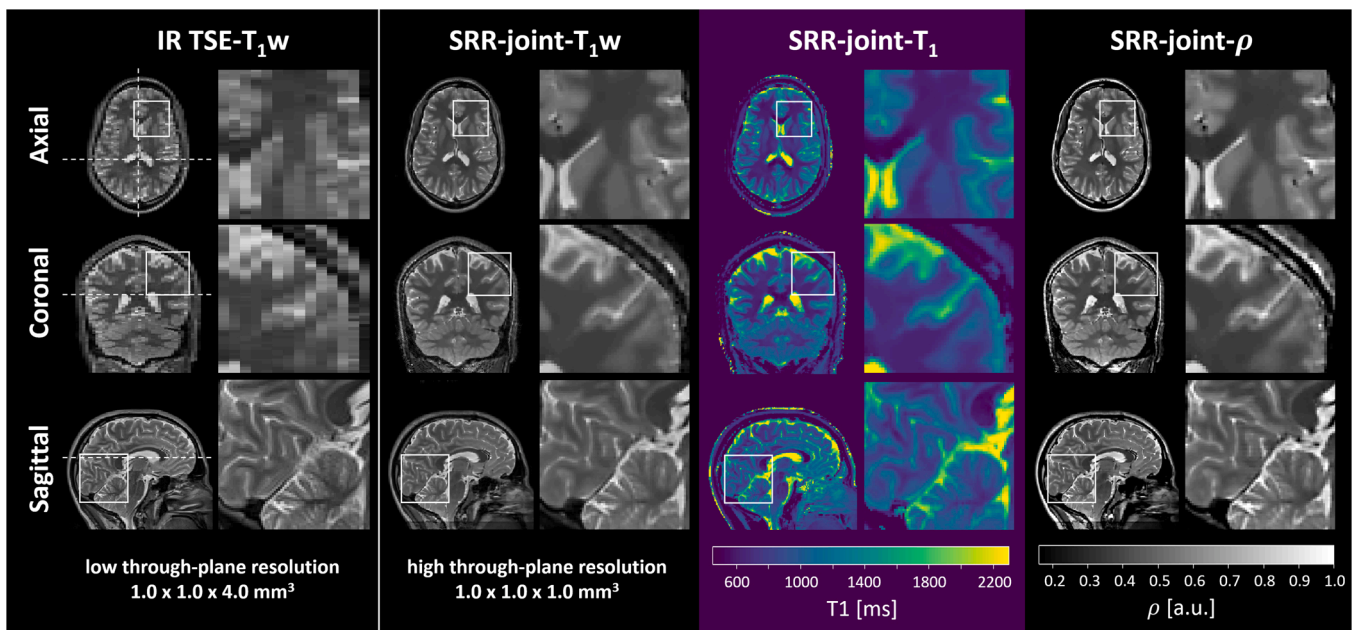 IR TSE-T₁w
SRR-joint-T₁w
SRR-joint-T₁
SRR-joint-ρ
Axial
Coronal
Sagittal
low through-plane resolution
1.0 x 1.0 x 4.0 mm³
high through-plane resolution
1.0 x 1.0 x 1.0 mm³
600 1000 1400 1800 2200
T1 [ms]
0.2 0.3 0.4 0.5 0.6 0.7 0.8 0.9 1.0
ρ [a.u.]